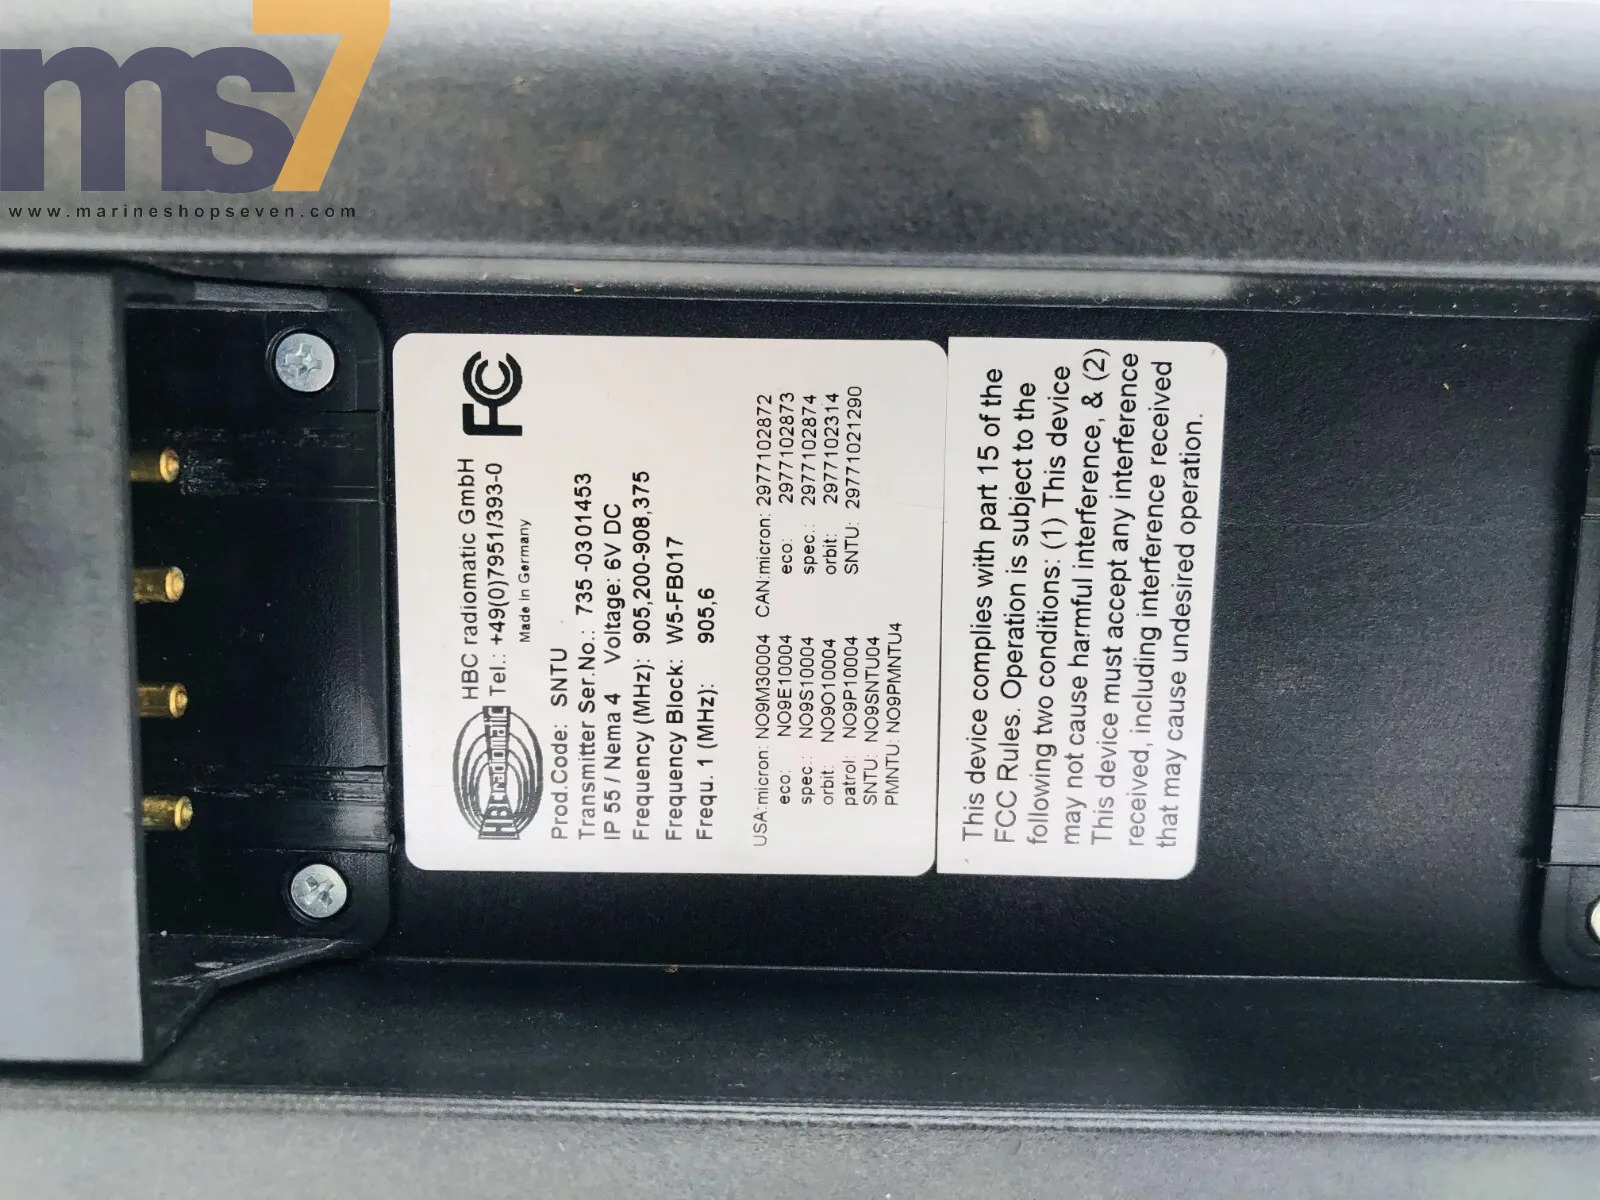 ms7
www.marineshopseven.com
HBC radiomatic
HBC radiomatic GmbH
Tel.: +49(0)7951/393-0
Made in Germany
FC
Prod.Code: SNTU
Transmitter Ser.No.: 735 -0301453
IP 55 / Nema 4 Voltage: 6V DC
Frequency (MHz): 905,200-908,375
Frequency Block: W5-FB017
Frequ. 1 (MHz): 905,6
USA:micron: NO9M30004 CAN:micron: 2977102872
eco: NO9E10004 eco: 2977102873
spec.: NO9S10004 spec.: 2977102874
orbit: NO9O10004 orbit: 2977102314
patrol: NO9P10004 SNTU: 29771021290
SNTU: NO9SNTU04
PMNTU: NO9PMNTU4
This device complies with part 15 of the
FCC Rules. Operation is subject to the
following two conditions: (1) This device
may not cause harmful interference, & (2)
This device must accept any interference
received, including interference received
that may cause undesired operation.